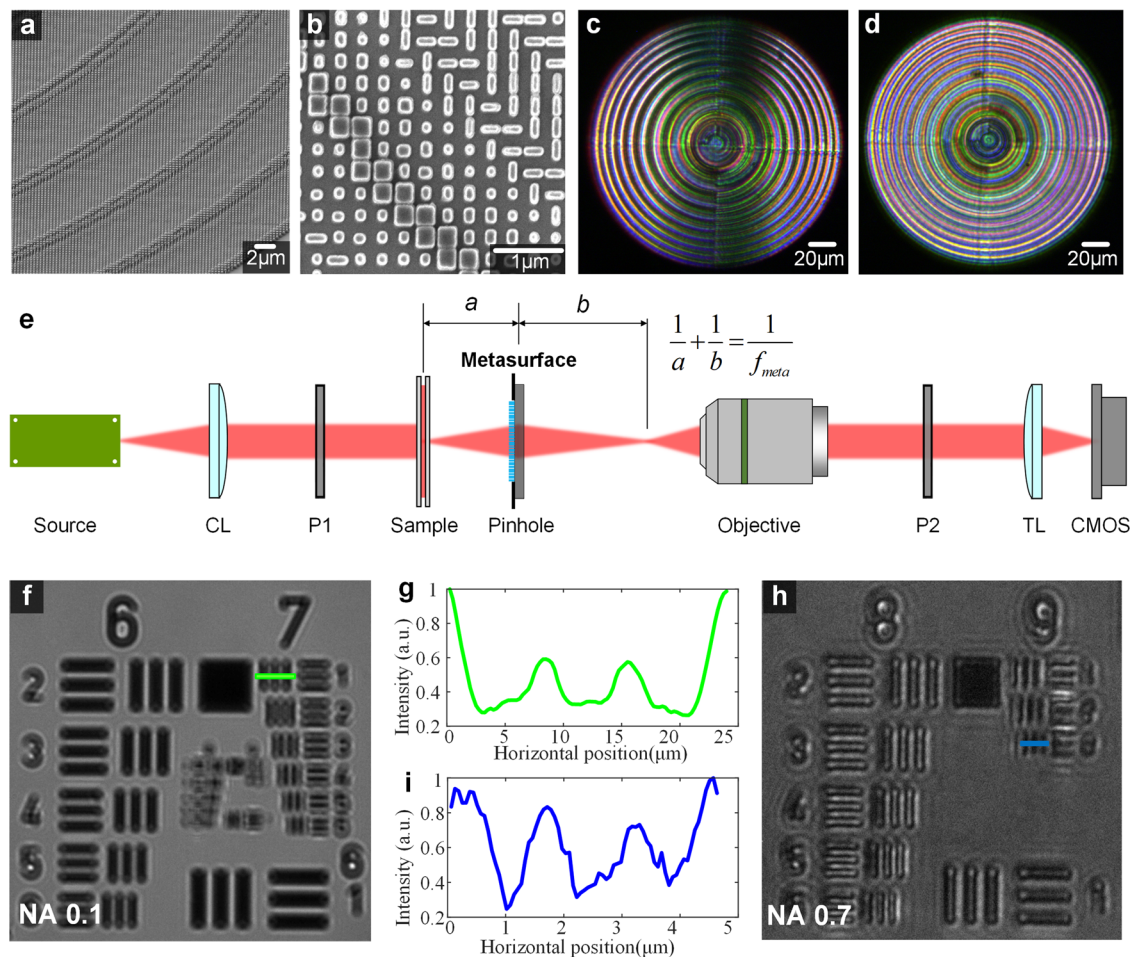 a
2μm
b
1μm
c
20μm
d
20μm
e
a
b
1/a + 1/b = 1/f_meta
Metasurface
Source
CL
P1
Sample
Pinhole
Objective
P2
TL
CMOS
f
6
7
2
3
4
5
1
2
NA 0.1
g
Intensity (a.u.)
1
0.8
0.6
0.4
0.2
0
5
10
15
20
25
Horizontal position(μm)
i
Intensity (a.u.)
1
0.8
0.6
0.4
0.2
0
1
2
3
4
5
Horizontal position(μm)
h
8
9
2
3
4
5
1
NA 0.7